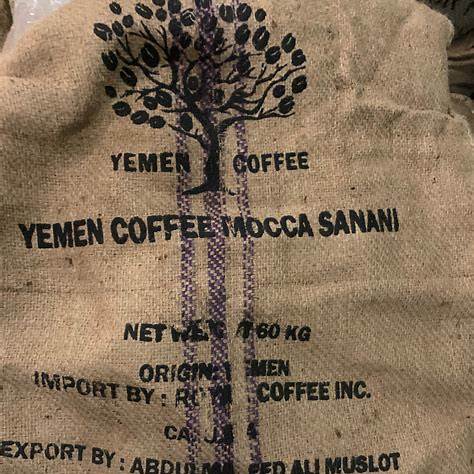 YEMEN COFFEE
YEMEN COFFEE MOCCA SANANI
NET 60 KG
ORIGIN
IMPORT BY : COFFEE INC.
EXPORT BY : ALI MUSLOT